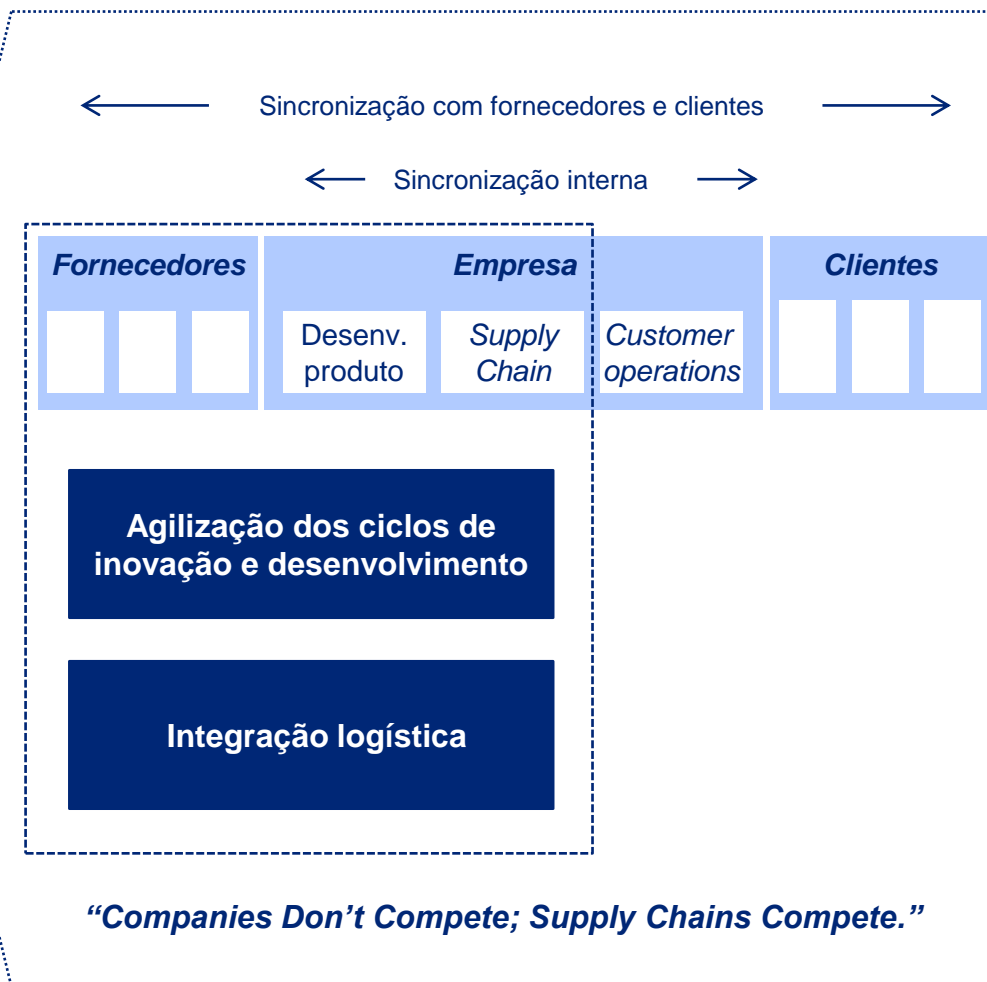 Sincronização com fornecedores e clientes
Sincronização interna
Fornecedores
Empresa
Clientes
Desenv.
produto
Supply
Chain
Customer
operations
Agilização dos ciclos de
inovação e desenvolvimento
Integração logística
“Companies Don’t Compete; Supply Chains Compete.”